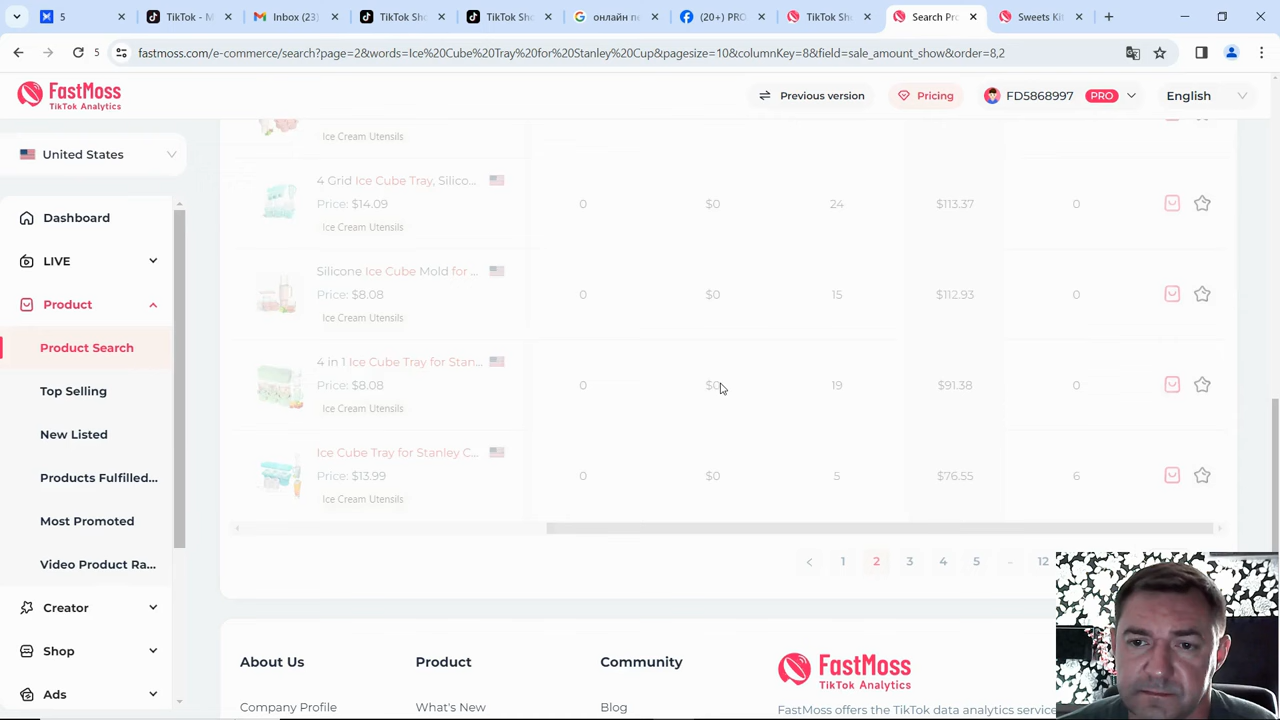 TikTok - M
Inbox (23)
TikTok Sho
TikTok Sho
онлайн пе
(20+) PRO
TikTok Shc
Search Pro
Sweets Kit
5
fastmoss.com/e-commerce/search?page=2&words=Ice%20Cube%20Tray%20for%20Stanley%20Cup&pagesize=10&columnKey=8&field=sale_amount_show&order=8,2
FastMoss
TikTok Analytics
Previous version
Pricing
FD5868997
PRO
English
United States
Dashboard
LIVE
Product
Product Search
Top Selling
New Listed
Products Fulfilled...
Most Promoted
Video Product Ra...
Creator
Shop
Ads
Ice Cream Utensils
4 Grid Ice Cube Tray, Silico...
Price: $14.09
Ice Cream Utensils
0 $0 24 $113.37 0
Silicone Ice Cube Mold for ...
Price: $8.08
Ice Cream Utensils
0 $0 15 $112.93 0
4 in 1 Ice Cube Tray for Stan...
Price: $8.08
Ice Cream Utensils
0 $0 19 $91.38 0
Ice Cube Tray for Stanley C...
Price: $13.99
Ice Cream Utensils
0 $0 5 $76.55 6
< 1 2 3 4 5 ... 12
About Us
Company Profile
Product
What's New
Community
Blog
FastMoss
TikTok Analytics
FastMoss offers the TikTok data analytics service